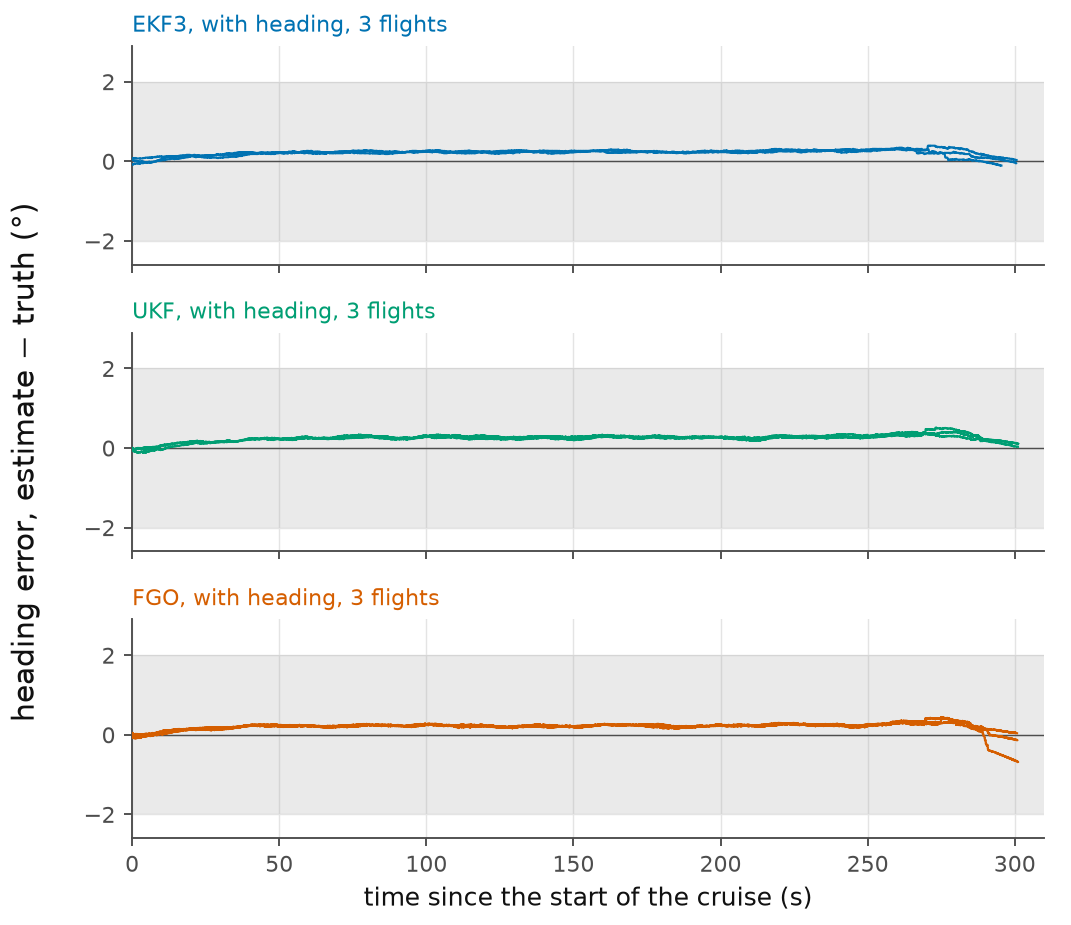 EKF3, with heading, 3 flights
2
0
−2
UKF, with heading, 3 flights
2
0
−2
heading error, estimate − truth (°)
FGO, with heading, 3 flights
2
0
−2
0 50 100 150 200 250 300
time since the start of the cruise (s)